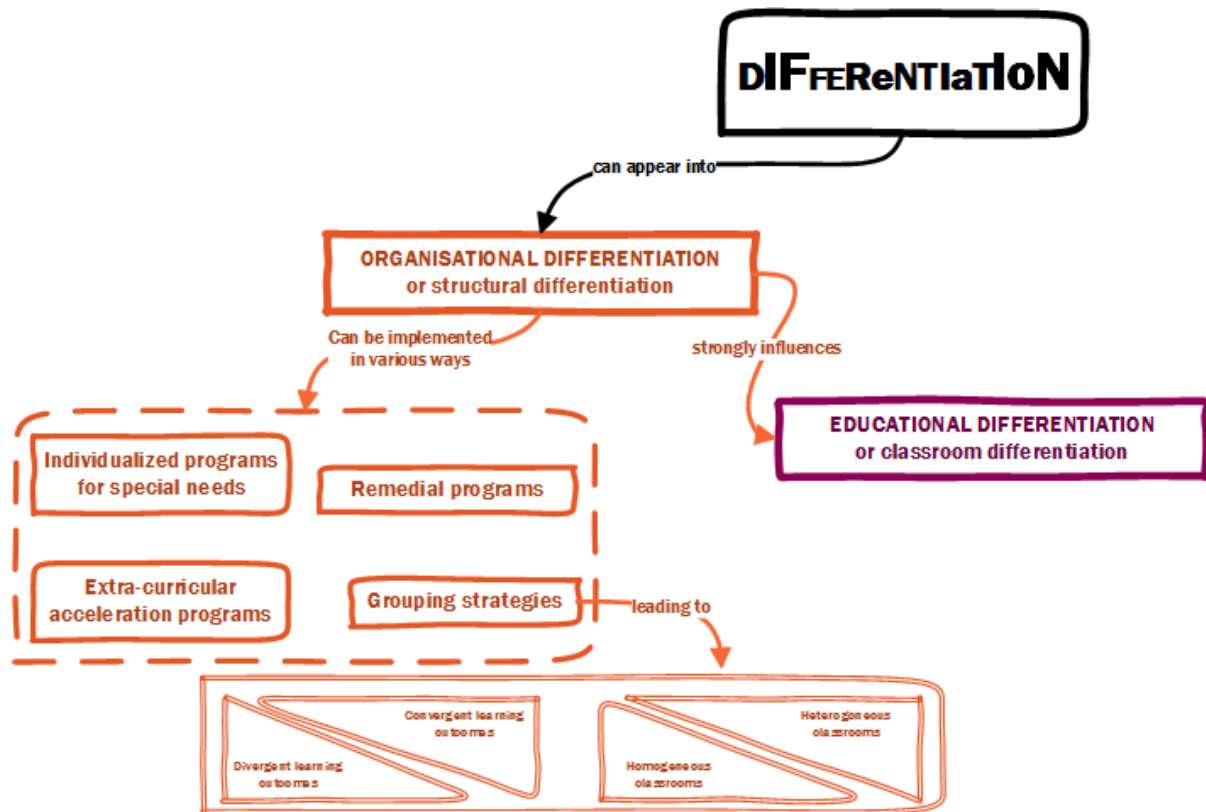 DIFFEReNTIaTIoN
can appear into
ORGANISATIONAL DIFFERENTIATION
or structural differentiation
Can be implemented
in various ways
strongly influences
EDUCATIONAL DIFFERENTIATION
or classroom differentiation
Individualized programs
for special needs
Remedial programs
Extra-curricular
acceleration programs
Grouping strategies
leading to
Convergent learning
outcomes
Divergent learning
outcomes
Heterogneous
classrooms
Homogeneous
classrooms